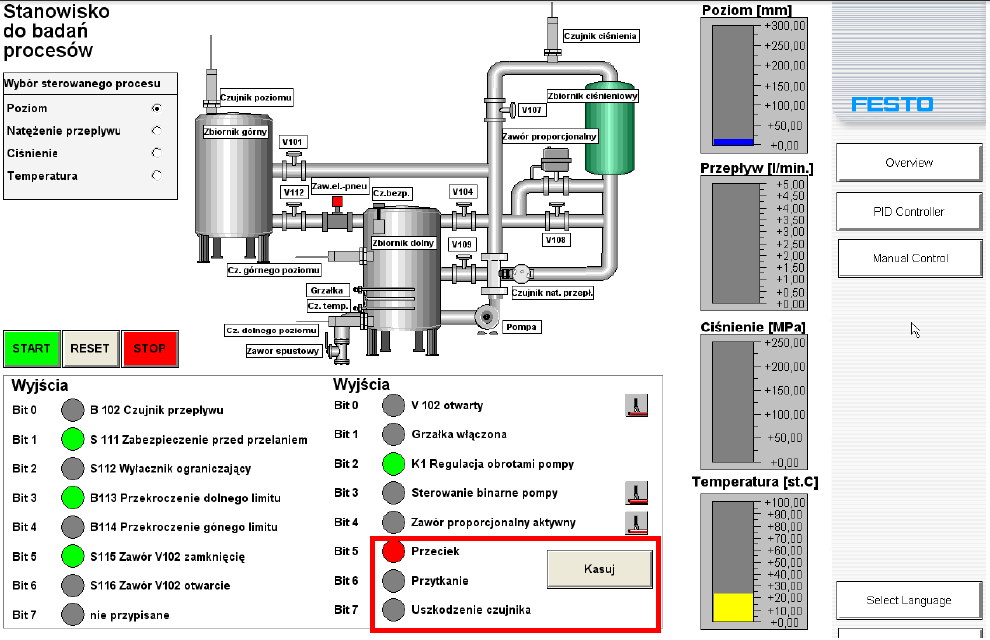 Stanowisko
do badań
procesów
Wybór sterowanego procesu
Poziom
Natężenie przepływu
Ciśnienie
Temperatura
Czujnik poziomu
Zbiornik górny
V101
V112
Zaw.el.-pneu
Cz.bezp.
V104
Zbiornik dolny
V109
Cz. górnego poziomu
Grzałka
Cz. temp.
Cz. dolnego poziomu
Zawór spustowy
Czujnik ciśnienia
Zbiornik ciśnieniowy
V107
Zawór proporcjonalny
V108
Czujnik nat. przepł.
Pompa
START
RESET
STOP
Wyjścia
Bit 0 B 102 Czujnik przepływu
Bit 1 S 111 Zabezpieczenie przed przelaniem
Bit 2 S112 Wyłacznik ograniczający
Bit 3 B113 Przekroczenie dolnego limitu
Bit 4 B114 Przekroczenie gónego limitu
Bit 5 S115 Zawór V102 zamknięcię
Bit 6 S116 Zawór V102 otwarcie
Bit 7 nie przypisane
Wyjścia
Bit 0 V 102 otwarty
Bit 1 Grzałka włączona
Bit 2 K1 Regulacja obrotami pompy
Bit 3 Sterowanie binarne pompy
Bit 4 Zawór proporcjonalny aktywny
Bit 5 Przeciek
Bit 6 Przytkanie
Bit 7 Uszkodzenie czujnika
Kasuj
Poziom [mm]
+300,00
+250,00
+200,00
+150,00
+100,00
+50,00
+0,00
Przepływ [l/min.]
+5,00
+4,50
+4,00
+3,50
+3,00
+2,50
+2,00
+1,50
+1,00
+0,50
+0,00
Ciśnienie [MPa]
+250,00
+200,00
+150,00
+100,00
+50,00
+0,00
Temperatura [st.C]
+100,00
+90,00
+80,00
+70,00
+60,00
+50,00
+40,00
+30,00
+20,00
+10,00
+0,00
FESTO
Overview
PID Controller
Manual Control
Select Language